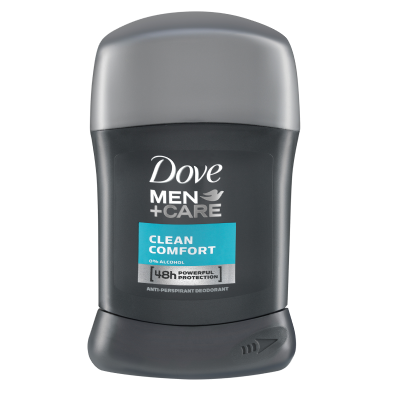 Dove
MEN
+CARE
CLEAN
COMFORT
0% ALCOHOL
48h POWERFUL
PROTECTION
ANTI-PERSPIRANT DEODORANT